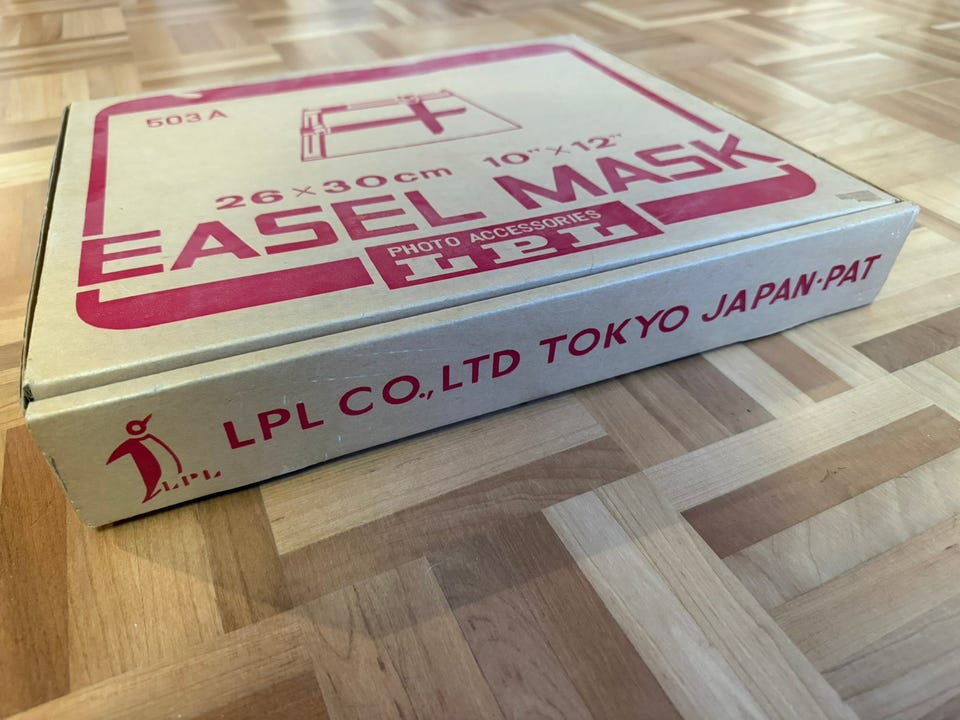 503A
26×30cm 10"×12"
EASEL MASK
PHOTO ACCESSORIES
LPL
LPL CO.,LTD TOKYO JAPAN·PAT
LPL